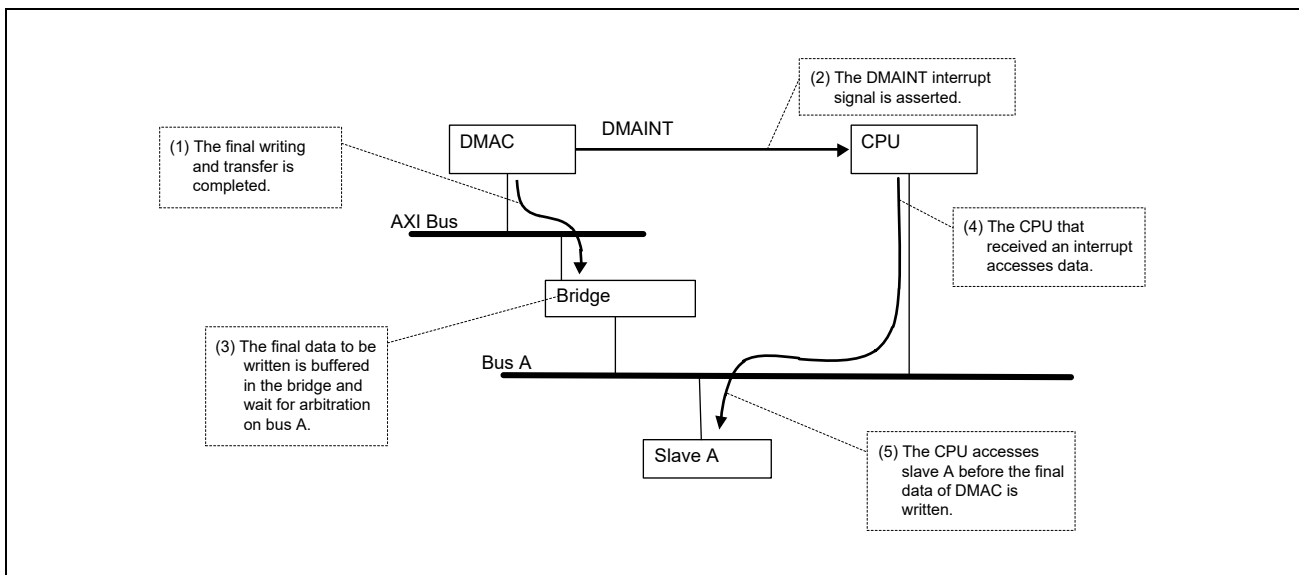 (2) The DMAINT interrupt
signal is asserted.
DMAC
DMAINT
CPU
(1) The final writing
and transfer is
completed.
AXI Bus
(4) The CPU that
received an interrupt
accesses data.
Bridge
(3) The final data to be
written is buffered
in the bridge and
wait for arbitration
on bus A.
Bus A
Slave A
(5) The CPU accesses
slave A before the final
data of DMAC is
written.